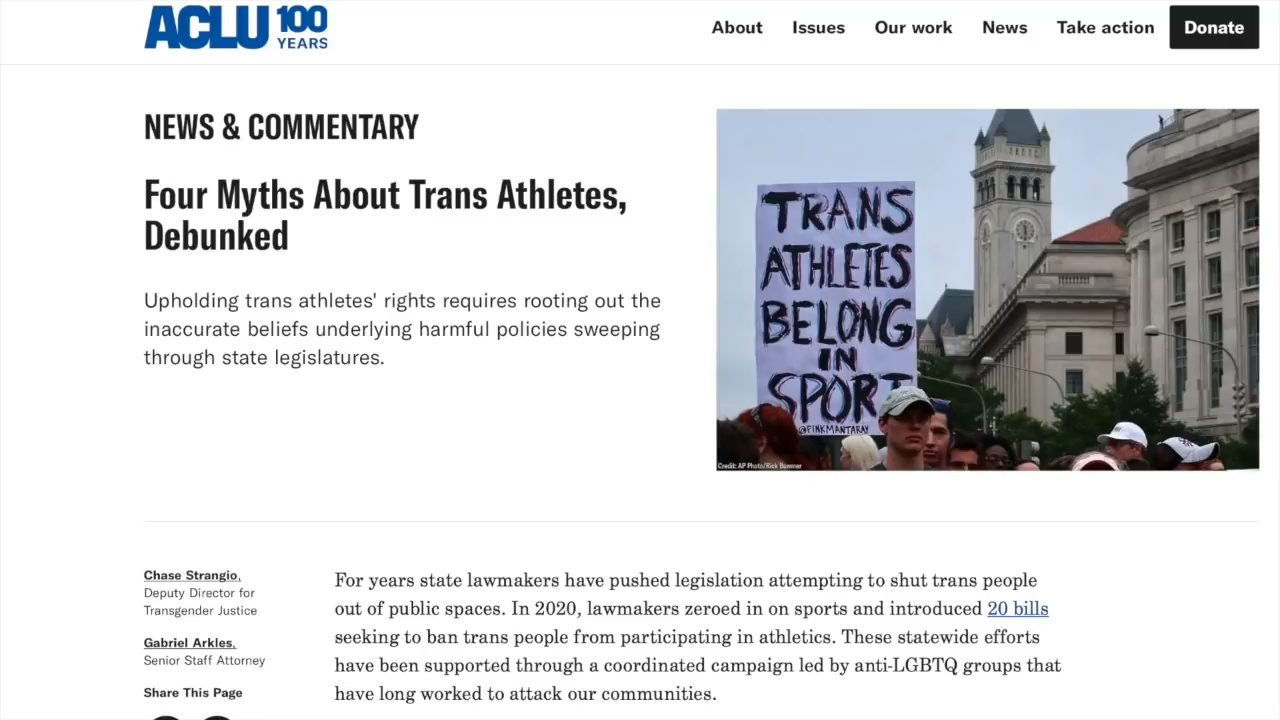 ACLU 100 YEARS
About Issues Our work News Take action Donate
NEWS & COMMENTARY
Four Myths About Trans Athletes,
Debunked
Upholding trans athletes' rights requires rooting out the
inaccurate beliefs underlying harmful policies sweeping
through state legislatures.
TRANS
ATHLETES
BELONG
IN
SPORT
@PINKMANTARAY
Credit: AP Photo/Rick Bowmer
Chase Strangio,
Deputy Director for
Transgender Justice
Gabriel Arkles,
Senior Staff Attorney
Share This Page
For years state lawmakers have pushed legislation attempting to shut trans people
out of public spaces. In 2020, lawmakers zeroed in on sports and introduced 20 bills
seeking to ban trans people from participating in athletics. These statewide efforts
have been supported through a coordinated campaign led by anti-LGBTQ groups that
have long worked to attack our communities.